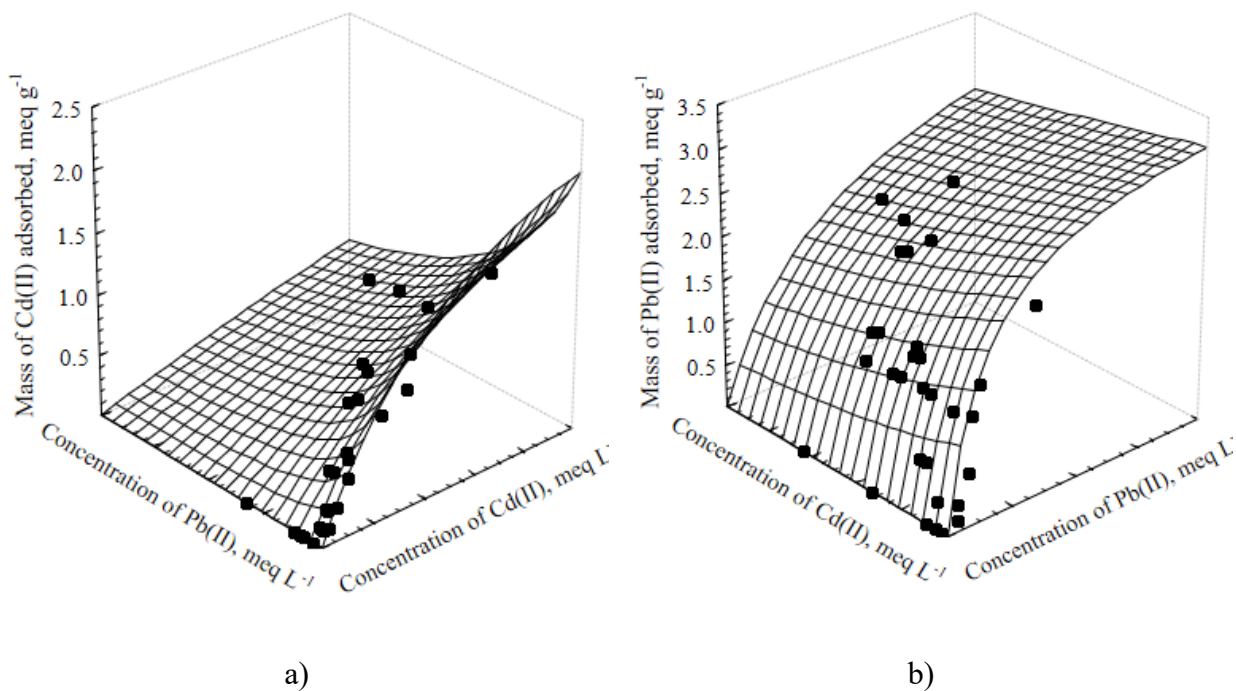 Mass of Cd(II) adsorbed, meq g⁻¹
2.5
2.0
1.5
1.0
0.5
Concentration of Pb(II), meq L⁻¹
Concentration of Cd(II), meq L
a)
Mass of Pb(II) adsorbed, meq g⁻¹
3.5
3.0
2.5
2.0
1.5
1.0
0.5
Concentration of Cd(II), meq L⁻¹
Concentration of Pb(II), meq L
b)